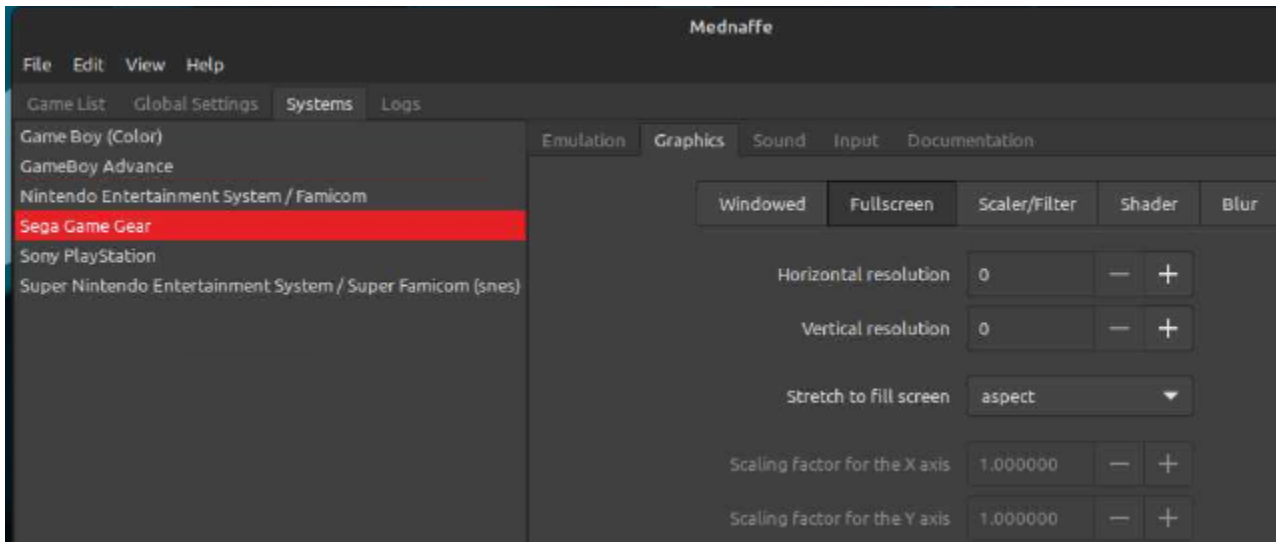 Mednaffe
File Edit View Help
Game List Global Settings Systems Logs
Game Boy (Color)
GameBoy Advance
Nintendo Entertainment System / Famicom
Sega Game Gear
Sony PlayStation
Super Nintendo Entertainment System / Super Famicom (snes)
Emulation Graphics Sound Input Documentation
Windowed Fullscreen Scaler/Filter Shader Blur
Horizontal resolution 0 — +
Vertical resolution 0 — +
Stretch to fill screen aspect
Scaling factor for the X axis 1.000000 — +
Scaling factor for the Y axis 1.000000 — +